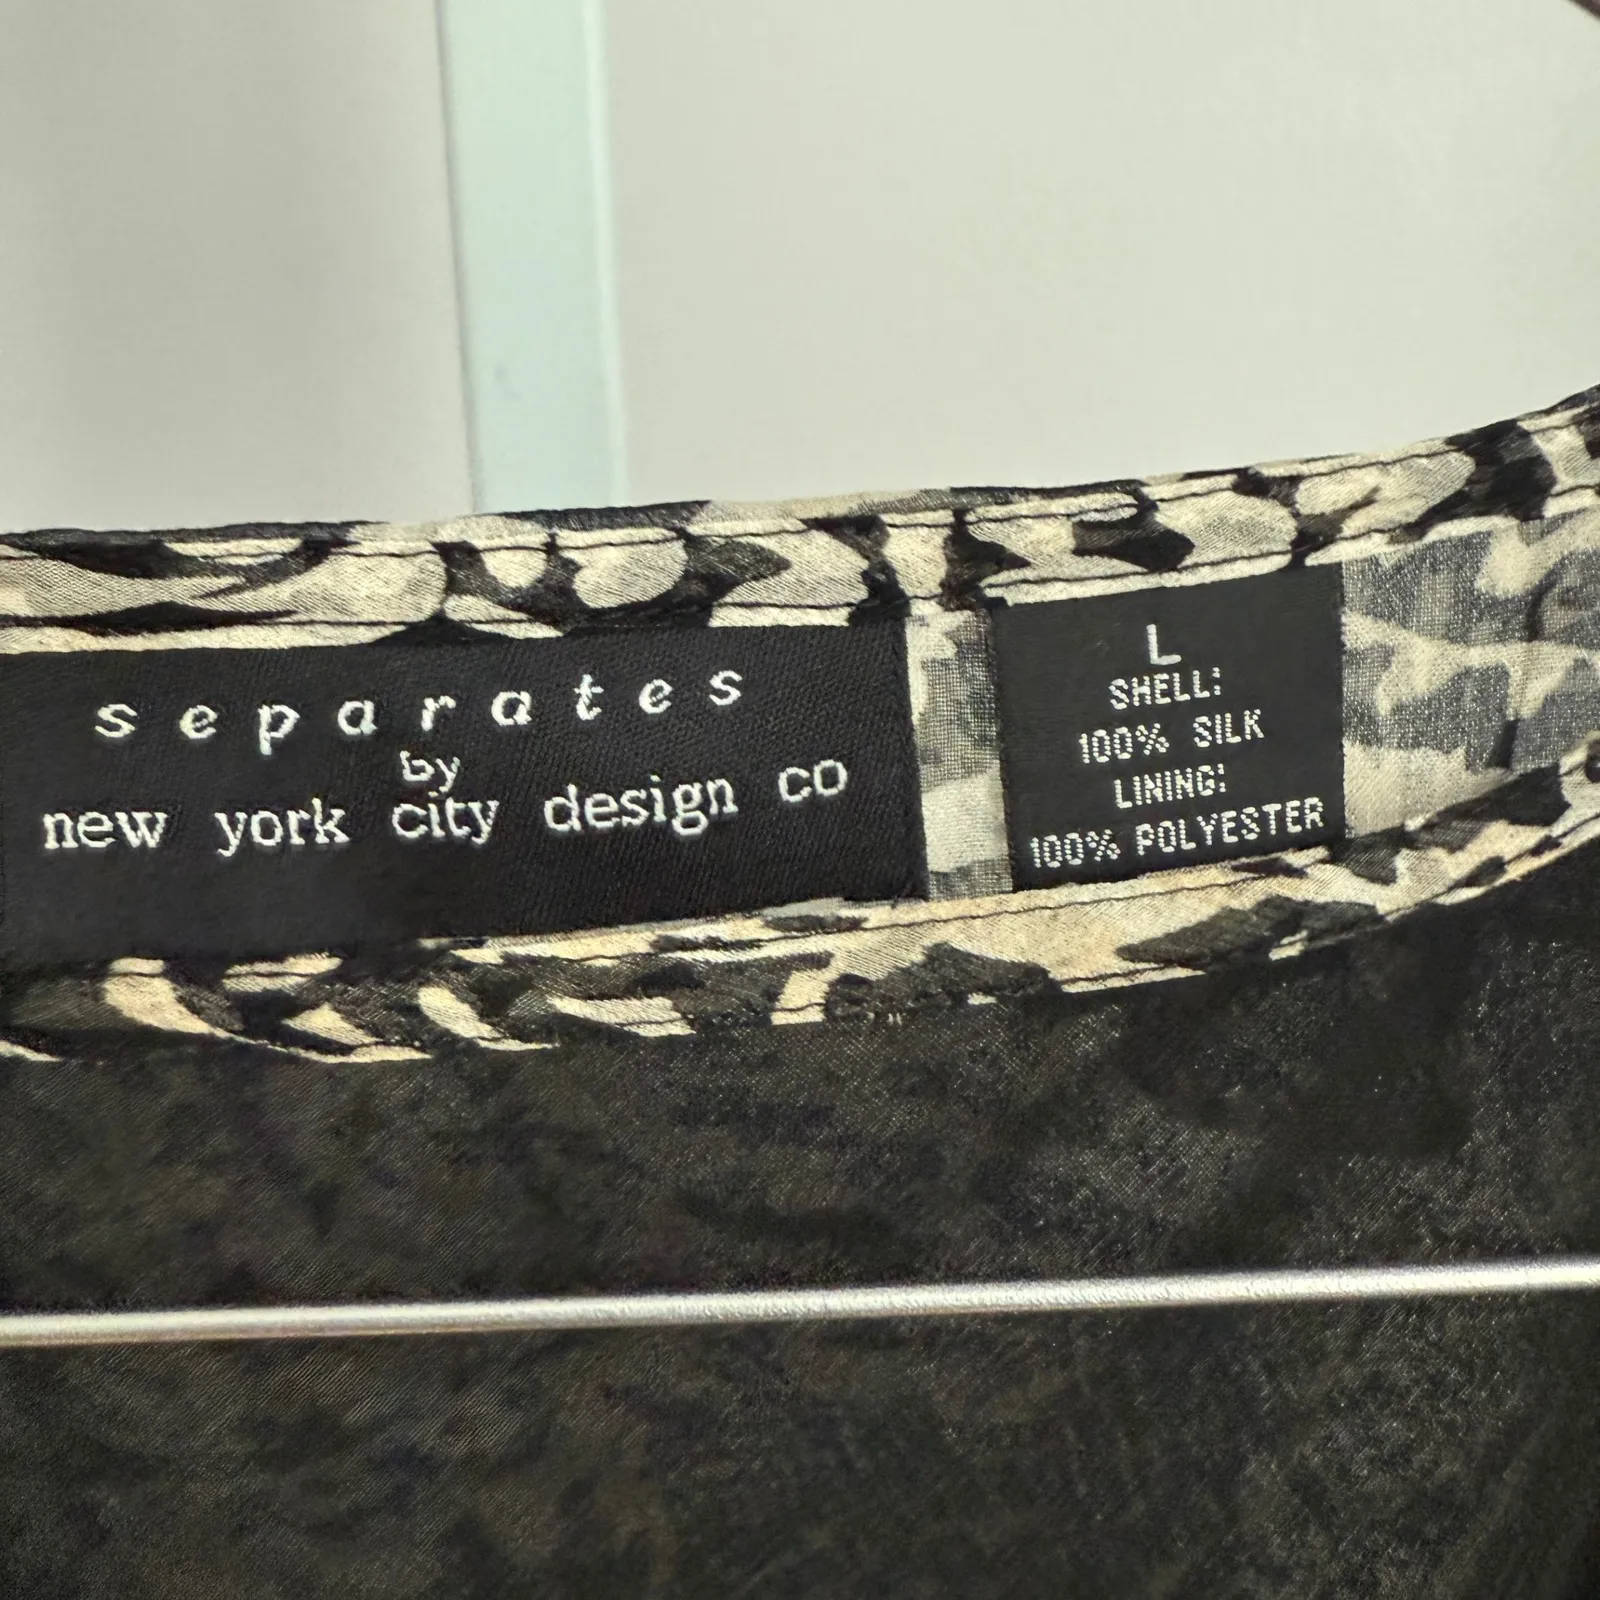 separates
by
new york city design co
L
SHELL:
100% SILK
LINING:
100% POLYESTER